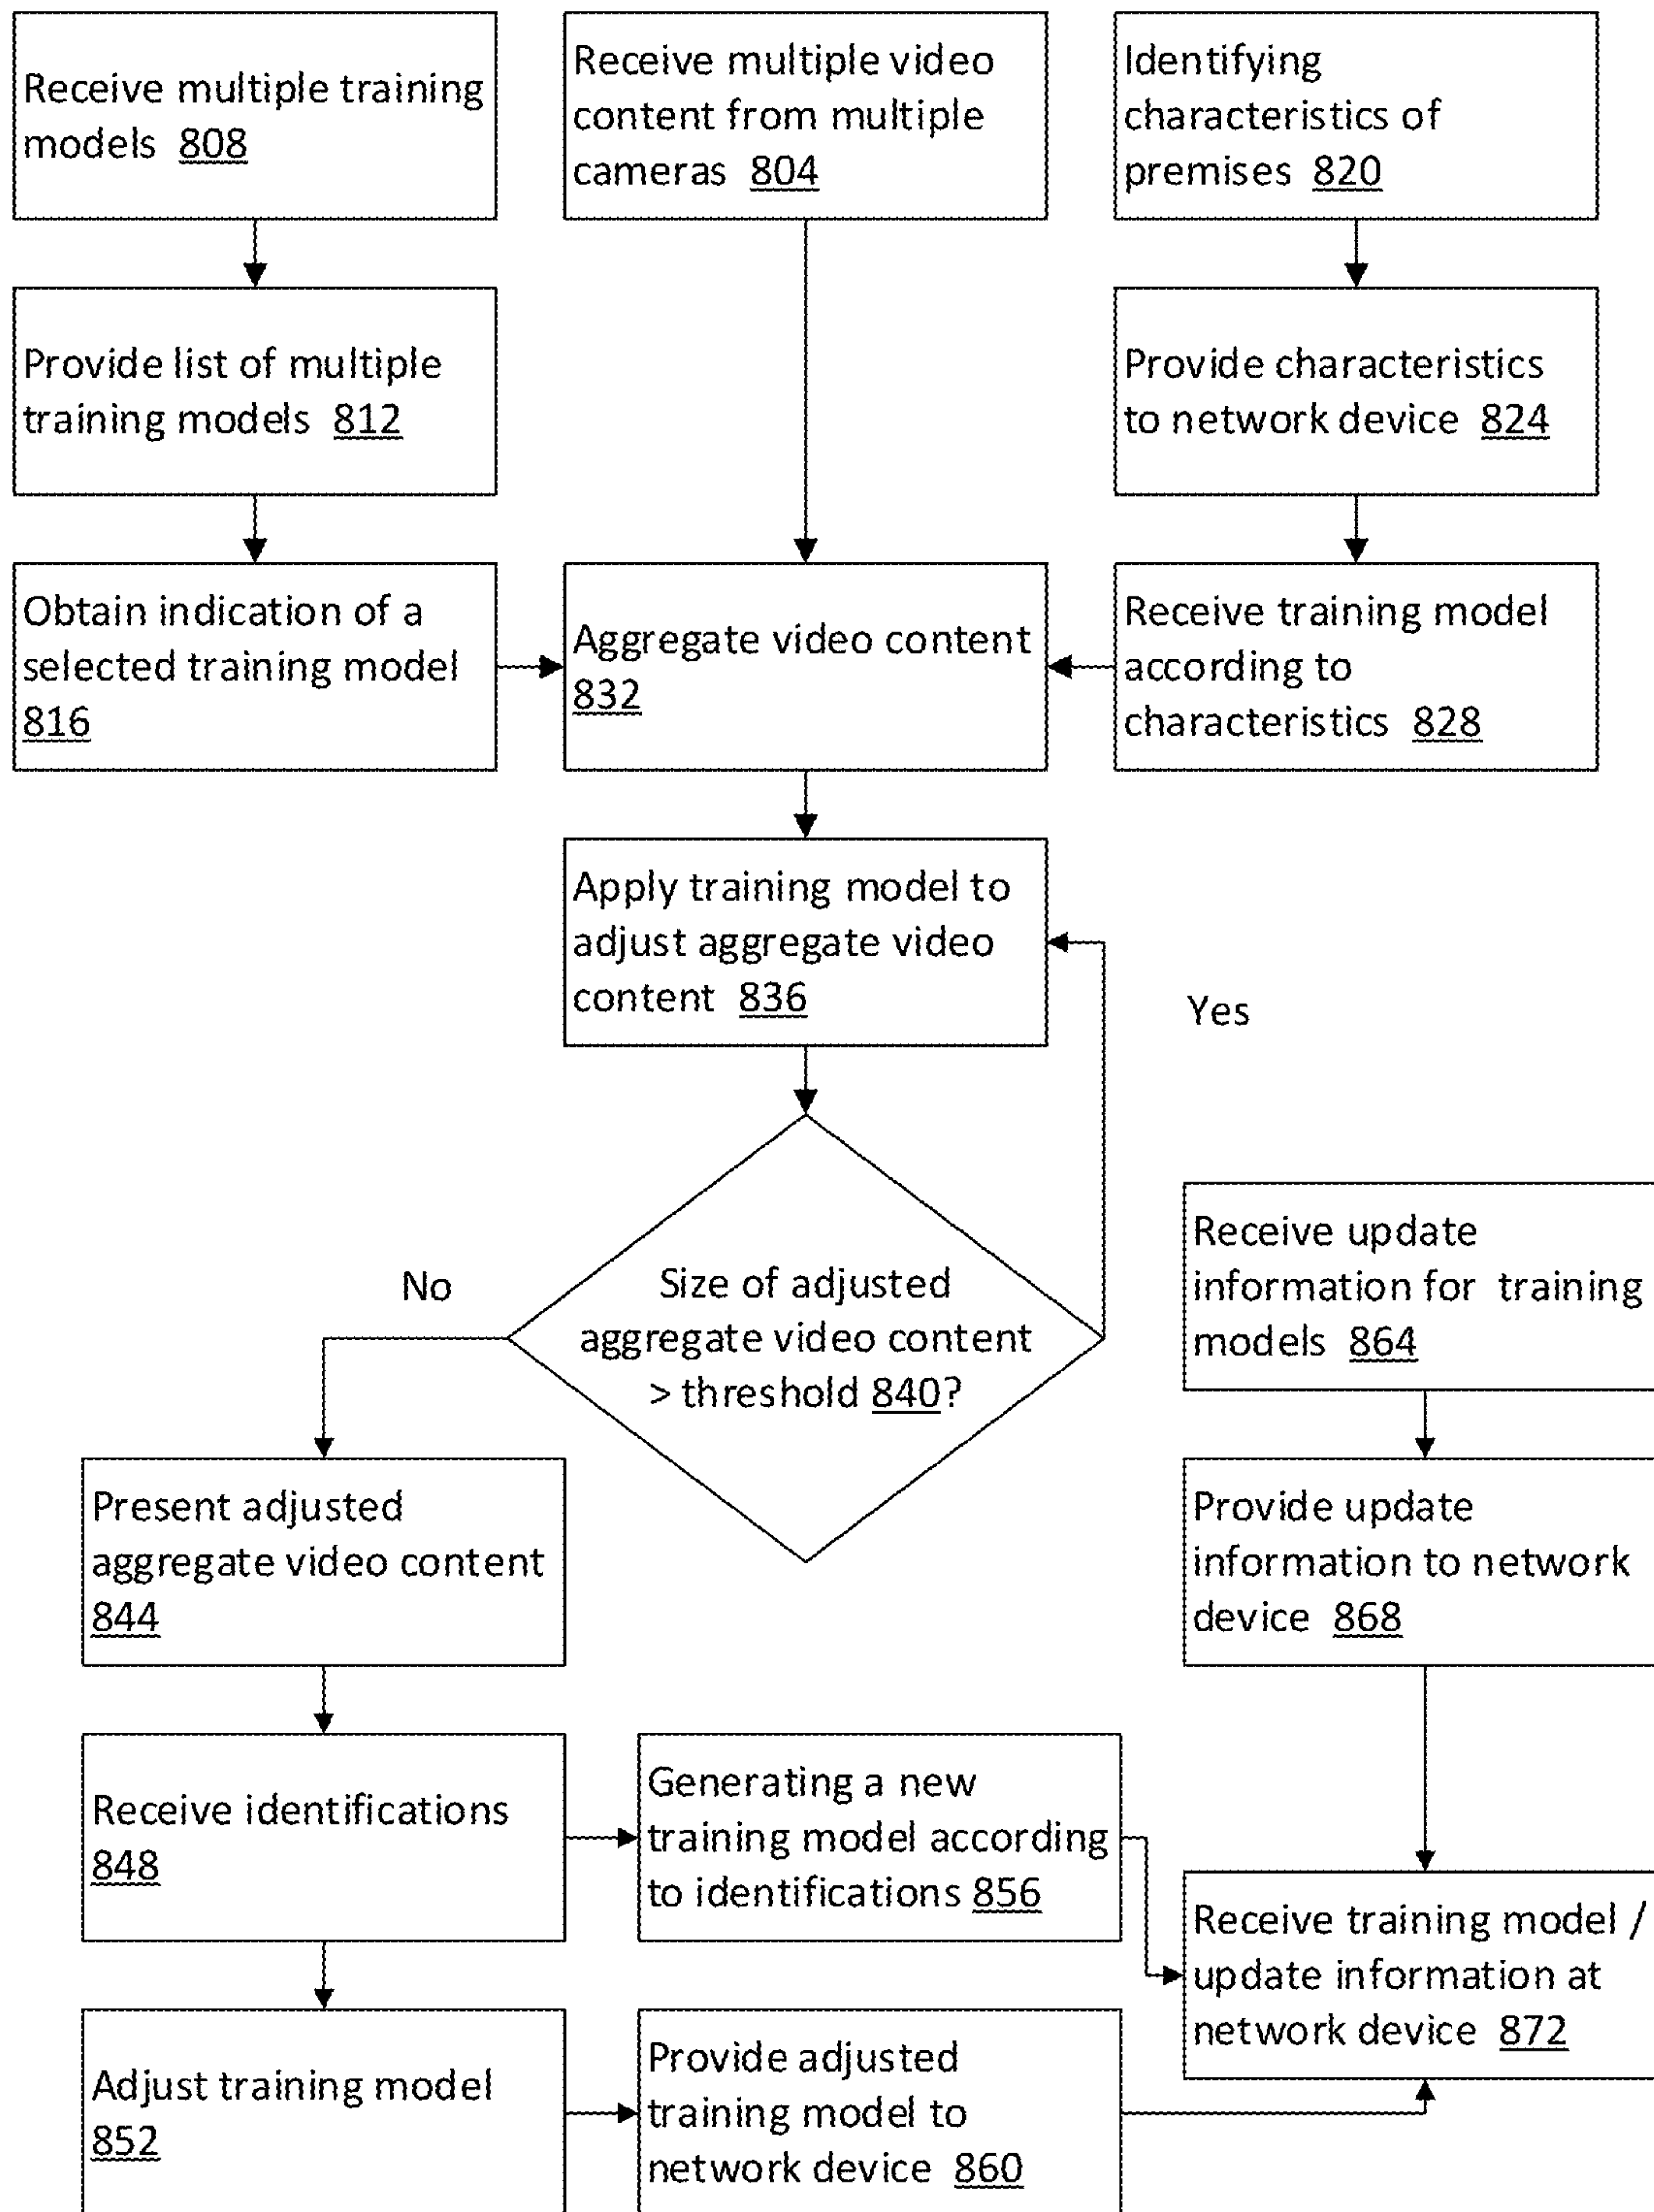 Receive multiple training
models 808
Receive multiple video
content from multiple
cameras 804
Identifying
characteristics of
premises 820
Provide list of multiple
training models 812
Provide characteristics
to network device 824
Obtain indication of a
selected training model
816
Aggregate video content
832
Receive training model
according to
characteristics 828
Apply training model to
adjust aggregate video
content 836
Yes
No
Size of adjusted
aggregate video content
> threshold 840?
Receive update
information for training
models 864
Present adjusted
aggregate video content
844
Provide update
information to network
device 868
Receive identifications
848
Generating a new
training model according
to identifications 856
Receive training model /
update information at
network device 872
Adjust training model
852
Provide adjusted
training model to
network device 860